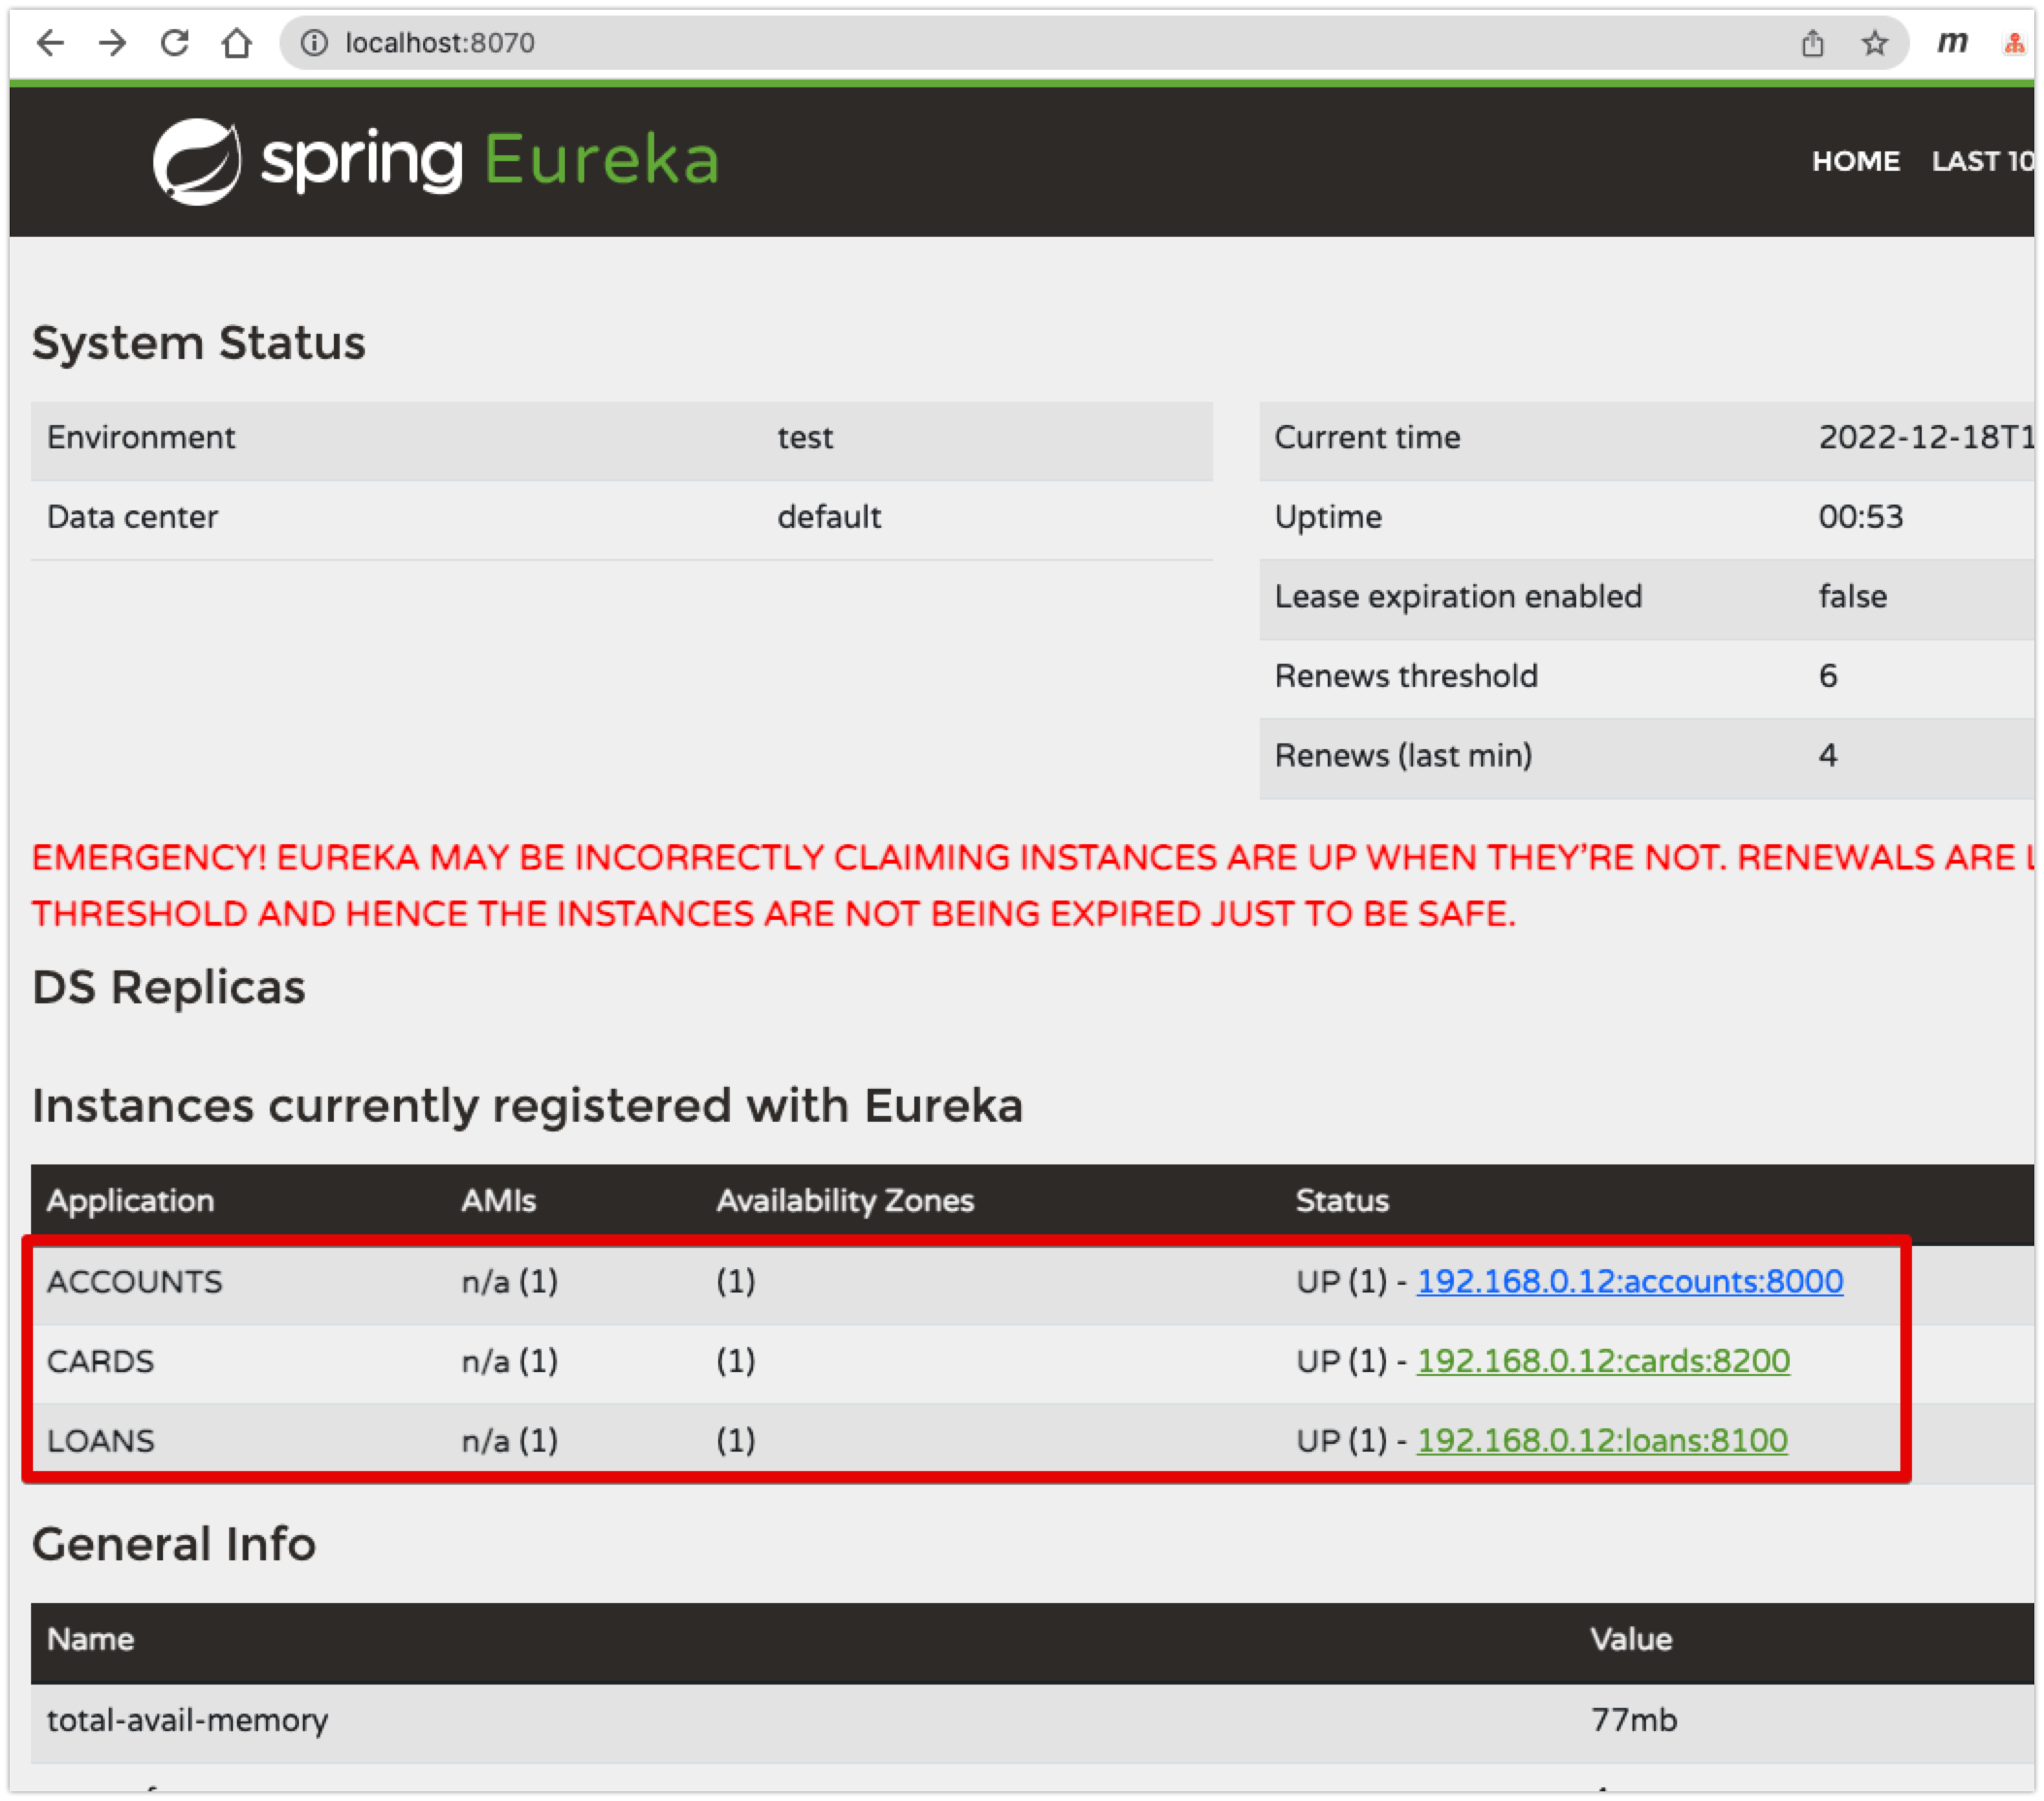 localhost:8070
m
spring Eureka
HOME LAST 10
System Status
Environment test
Data center default
Current time 2022-12-18T1
Uptime 00:53
Lease expiration enabled false
Renews threshold 6
Renews (last min) 4
EMERGENCY! EUREKA MAY BE INCORRECTLY CLAIMING INSTANCES ARE UP WHEN THEY'RE NOT. RENEWALS ARE L
THRESHOLD AND HENCE THE INSTANCES ARE NOT BEING EXPIRED JUST TO BE SAFE.
DS Replicas
Instances currently registered with Eureka
Application AMIs Availability Zones Status
ACCOUNTS n/a (1) (1) UP (1) - 192.168.0.12:accounts:8000
CARDS n/a (1) (1) UP (1) - 192.168.0.12:cards:8200
LOANS n/a (1) (1) UP (1) - 192.168.0.12:loans:8100
General Info
Name Value
total-avail-memory 77mb